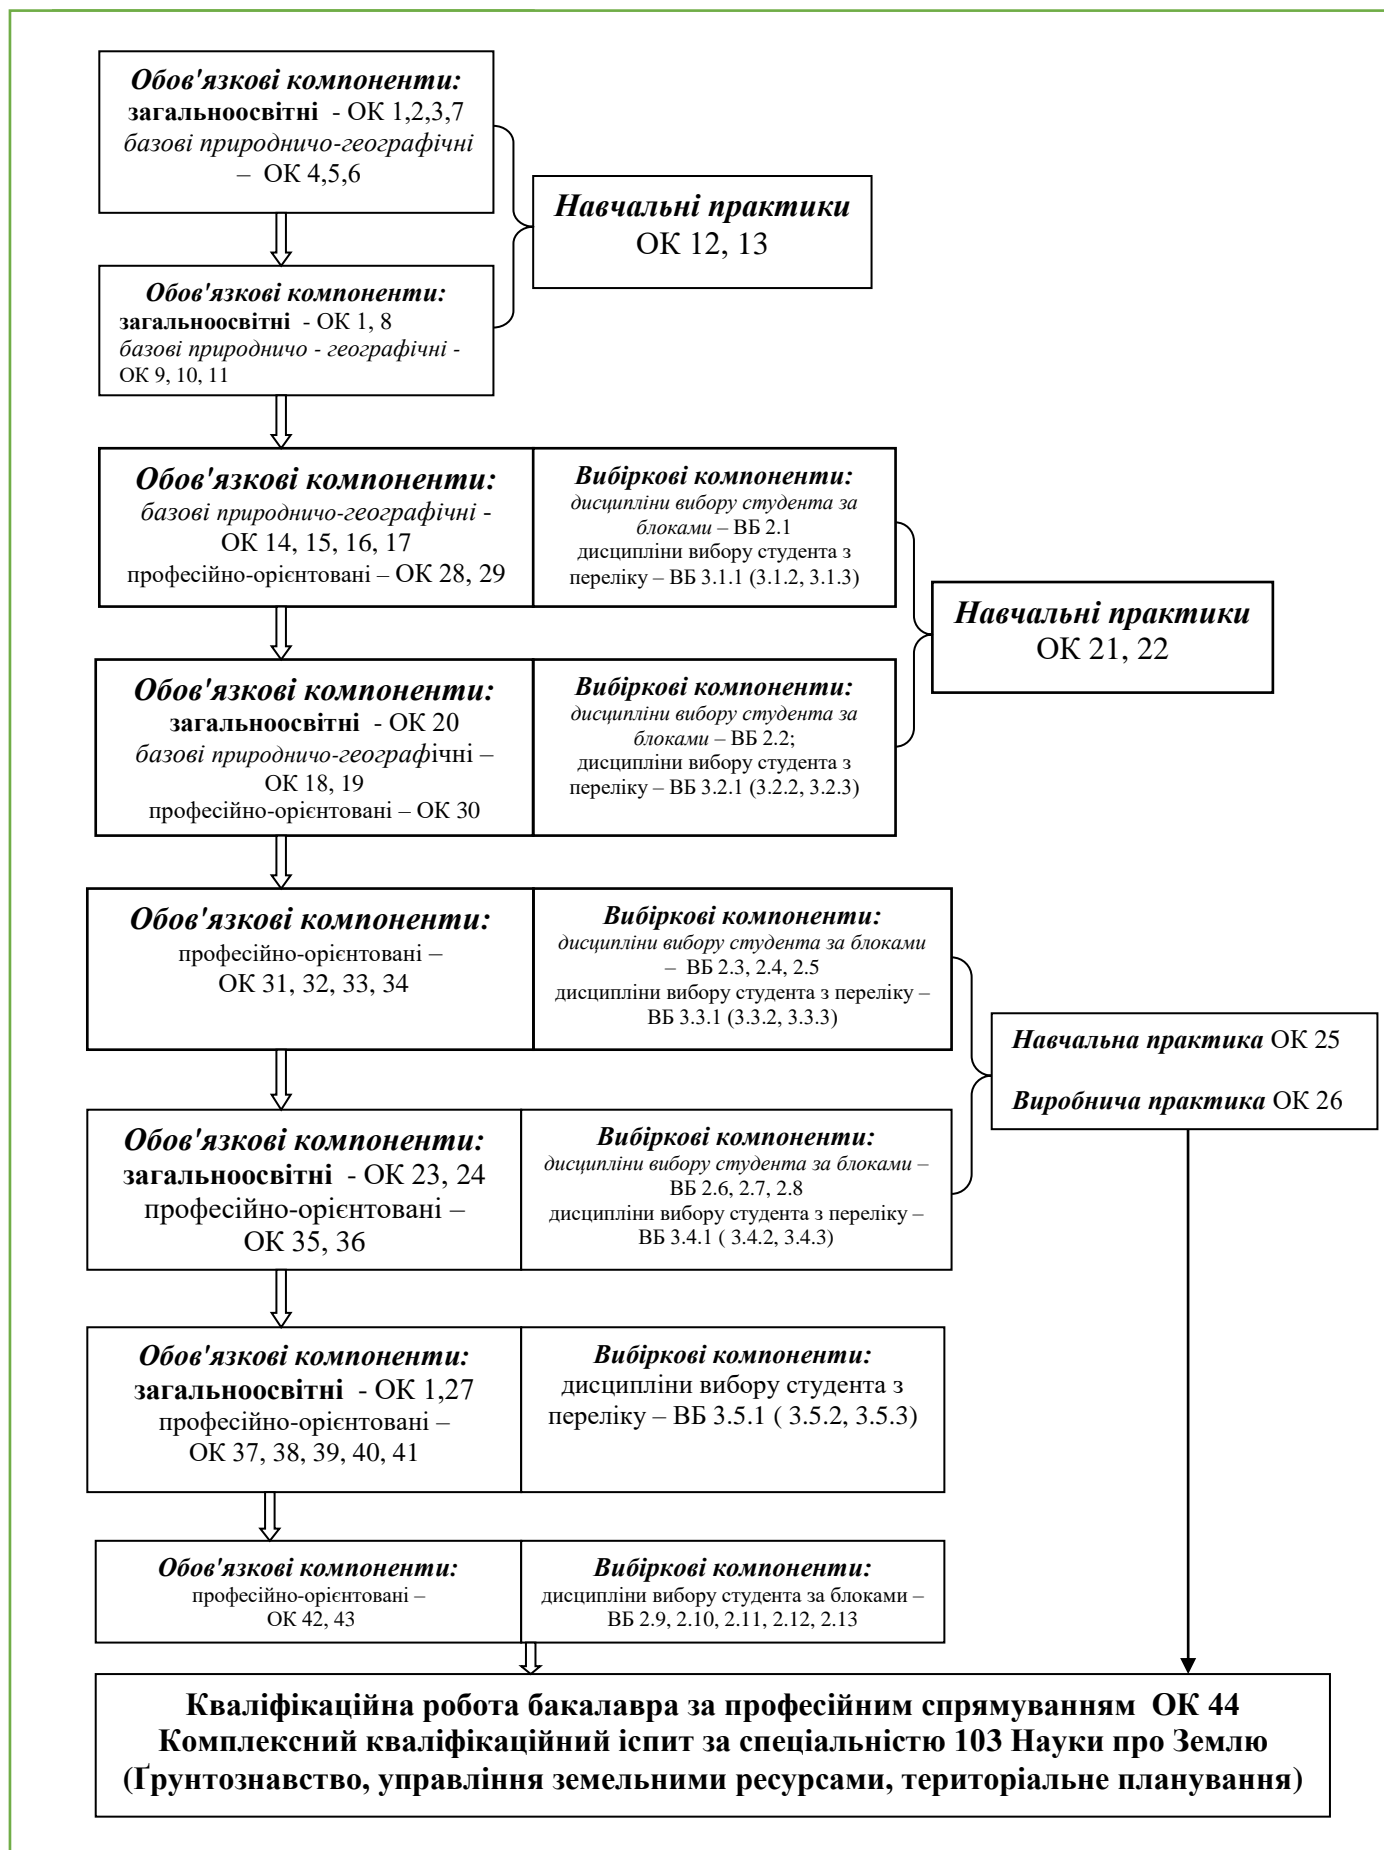 Обов'язкові компоненти:
загальноосвітні - ОК 1,2,3,7
базові природничо-географічні
– ОК 4,5,6
Навчальні практики
ОК 12, 13
Обов'язкові компоненти:
загальноосвітні - ОК 1, 8
базові природничо - географічні -
ОК 9, 10, 11
Обов'язкові компоненти:
базові природничо-географічні -
ОК 14, 15, 16, 17
професійно-орієнтовані – ОК 28, 29
Вибіркові компоненти:
дисципліни вибору студента за
блоками – ВБ 2.1
дисципліни вибору студента з
переліку – ВБ 3.1.1 (3.1.2, 3.1.3)
Навчальні практики
ОК 21, 22
Обов'язкові компоненти:
загальноосвітні - ОК 20
базові природничо-географічні –
ОК 18, 19
професійно-орієнтовані – ОК 30
Вибіркові компоненти:
дисципліни вибору студента за
блоками – ВБ 2.2;
дисципліни вибору студента з
переліку – ВБ 3.2.1 (3.2.2, 3.2.3)
Обов'язкові компоненти:
професійно-орієнтовані –
ОК 31, 32, 33, 34
Вибіркові компоненти:
дисципліни вибору студента за блоками
– ВБ 2.3, 2.4, 2.5
дисципліни вибору студента з переліку –
ВБ 3.3.1 (3.3.2, 3.3.3)
Навчальна практика ОК 25
Виробнича практика ОК 26
Обов'язкові компоненти:
загальноосвітні - ОК 23, 24
професійно-орієнтовані –
ОК 35, 36
Вибіркові компоненти:
дисципліни вибору студента за блоками –
ВБ 2.6, 2.7, 2.8
дисципліни вибору студента з переліку –
ВБ 3.4.1 ( 3.4.2, 3.4.3)
Обов'язкові компоненти:
загальноосвітні - ОК 1,27
професійно-орієнтовані –
ОК 37, 38, 39, 40, 41
Вибіркові компоненти:
дисципліни вибору студента з
переліку – ВБ 3.5.1 ( 3.5.2, 3.5.3)
Обов'язкові компоненти:
професійно-орієнтовані –
ОК 42, 43
Вибіркові компоненти:
дисципліни вибору студента за блоками –
ВБ 2.9, 2.10, 2.11, 2.12, 2.13
Кваліфікаційна робота бакалавра за професійним спрямуванням ОК 44
Комплексний кваліфікаційний іспит за спеціальністю 103 Науки про Землю
(Ґрунтознавство, управління земельними ресурсами, територіальне планування)